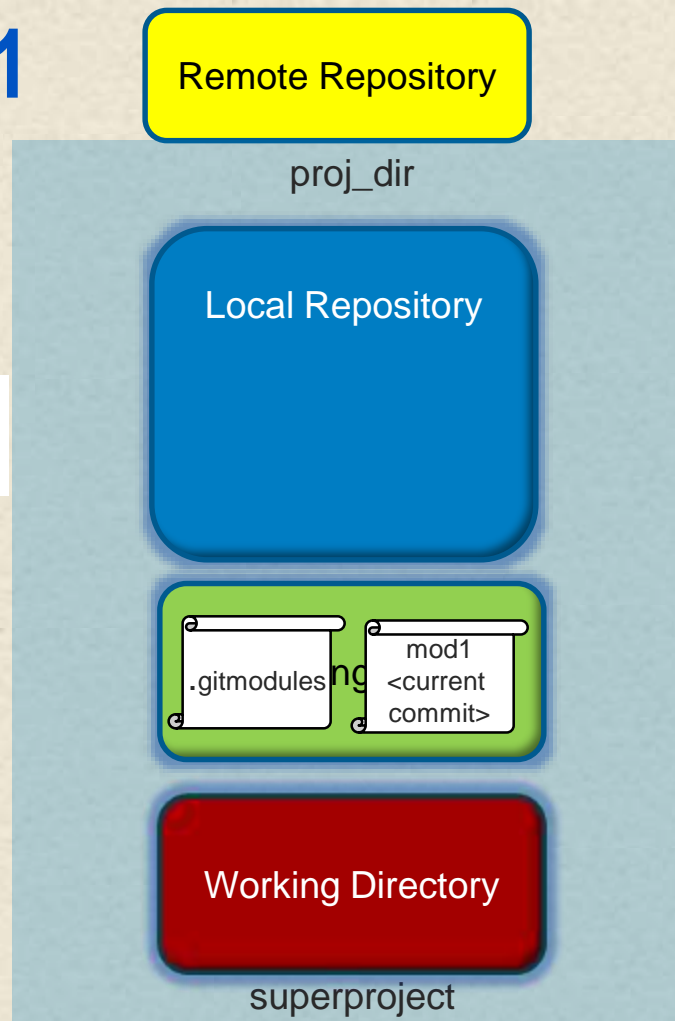 1
Remote Repository
proj_dir
Local Repository
.gitmodules
mod1
<current
commit>
Working Directory
superproject